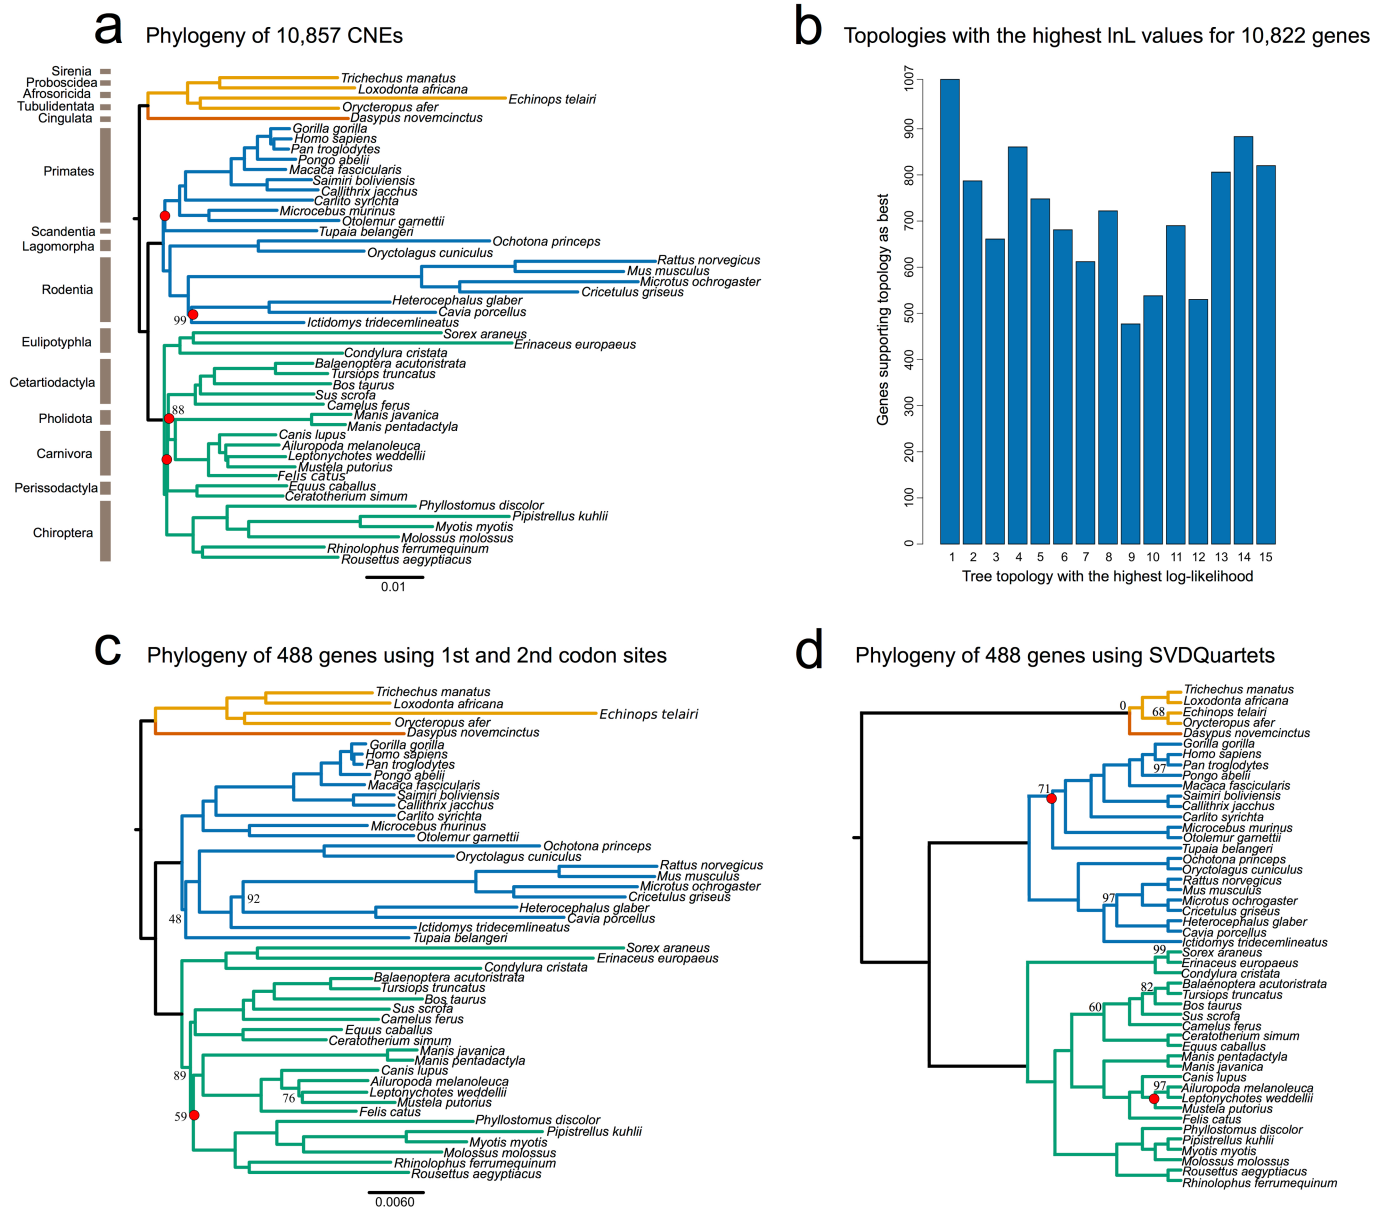 a Phylogeny of 10,857 CNEs
Sirenia
Proboscidea
Afrosoricida
Tubulidentata
Cingulata
Primates
Scandentia
Lagomorpha
Rodentia
Eulipotyphla
Cetartiodactyla
Pholidota
Carnivora
Perissodactyla
Chiroptera
Trichechus manatus
Loxodonta africana
Echinops telairi
Orycteropus afer
Dasypus novemcinctus
Gorilla gorilla
Homo sapiens
Pan troglodytes
Pongo abelii
Macaca fascicularis
Saimiri boliviensis
Callithrix jacchus
Carlito syrichta
Microcebus murinus
Otolemur garnettii
Tupaia belangeri
Ochotona princeps
Oryctolagus cuniculus
Rattus norvegicus
Mus musculus
Microtus ochrogaster
Cricetulus griseus
Heterocephalus glaber
Cavia porcellus
99
Ictidomys tridecemlineatus
Sorex araneus
Erinaceus europaeus
Condylura cristata
Balaenoptera acutoristrata
Tursiops truncatus
Bos taurus
Sus scrofa
Camelus ferus
88
Manis javanica
Manis pentadactyla
Canis lupus
Ailuropoda melanoleuca
Leptonychotes weddellii
Mustela putorius
Felis catus
Equus caballus
Ceratotherium simum
Phyllostomus discolor
Pipistrellus kuhlii
Myotis myotis
Molossus molossus
Rhinolophus ferrumequinum
Rousettus aegyptiacus
0.01
b Topologies with the highest lnL values for 10,822 genes
Genes supporting topology as best
1007
900
800
700
600
500
400
300
200
100
0
1 2 3 4 5 6 7 8 9 10 11 12 13 14 15
Tree topology with the highest log-likelihood
c Phylogeny of 488 genes using 1st and 2nd codon sites
Trichechus manatus
Loxodonta africana
Echinops telairi
Orycteropus afer
Dasypus novemcinctus
Gorilla gorilla
Homo sapiens
Pan troglodytes
Pongo abelii
Macaca fascicularis
Saimiri boliviensis
Callithrix jacchus
Carlito syrichta
Microcebus murinus
Otolemur garnettii
Ochotona princeps
Oryctolagus cuniculus
Rattus norvegicus
Mus musculus
Microtus ochrogaster
Cricetulus griseus
92
Heterocephalus glaber
Cavia porcellus
48
Ictidomys tridecemlineatus
Tupaia belangeri
Sorex araneus
Erinaceus europaeus
Condylura cristata
Balaenoptera acutoristrata
Tursiops truncatus
Bos taurus
Sus scrofa
Camelus ferus
Equus caballus
Ceratotherium simum
Manis javanica
Manis pentadactyla
89
Canis lupus
Ailuropoda melanoleuca
76
Leptonychotes weddellii
Mustela putorius
Felis catus
59
Phyllostomus discolor
Pipistrellus kuhlii
Myotis myotis
Molossus molossus
Rhinolophus ferrumequinum
Rousettus aegyptiacus
0.0060
d Phylogeny of 488 genes using SVDQuartets
Trichechus manatus
Loxodonta africana
0
68
Echinops telairi
Orycteropus afer
Dasypus novemcinctus
Gorilla gorilla
Homo sapiens
Pan troglodytes
97
Pongo abelii
Macaca fascicularis
71
Saimiri boliviensis
Callithrix jacchus
Carlito syrichta
Microcebus murinus
Otolemur garnettii
Tupaia belangeri
Ochotona princeps
Oryctolagus cuniculus
Rattus norvegicus
Mus musculus
97
Microtus ochrogaster
Cricetulus griseus
Heterocephalus glaber
Cavia porcellus
Ictidomys tridecemlineatus
99
Sorex araneus
Erinaceus europaeus
Condylura cristata
82
Balaenoptera acutoristrata
Tursiops truncatus
60
Bos taurus
Sus scrofa
Camelus ferus
Ceratotherium simum
Equus caballus
Manis pentadactyla
Manis javanica
Canis lupus
97
Ailuropoda melanoleuca
Leptonychotes weddellii
Mustela putorius
Felis catus
Phyllostomus discolor
Pipistrellus kuhlii
Myotis myotis
Molossus molossus
Rousettus aegyptiacus
Rhinolophus ferrumequinum